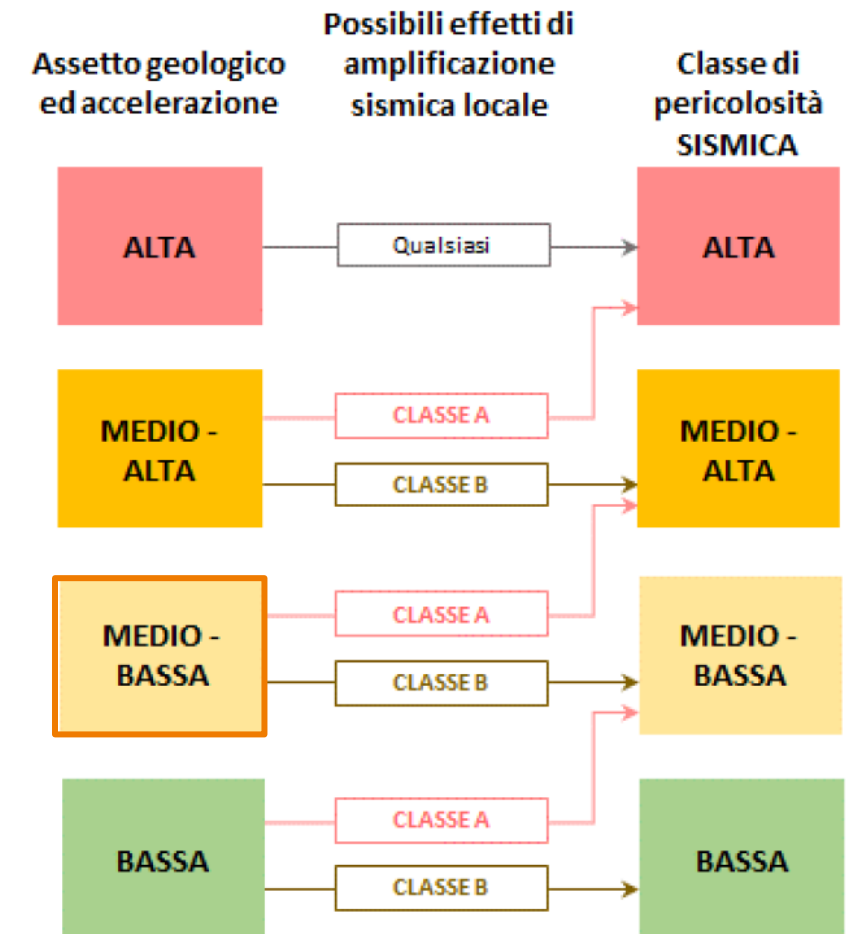 Assetto geologico
ed accelerazione
Possibili effetti di
amplificazione
sismica locale
Classe di
pericolosità
SISMICA
ALTA
Qualsiasi
ALTA
MEDIO -
ALTA
CLASSE A
CLASSE B
MEDIO -
ALTA
MEDIO -
BASSA
CLASSE A
CLASSE B
MEDIO -
BASSA
BASSA
CLASSE A
CLASSE B
BASSA